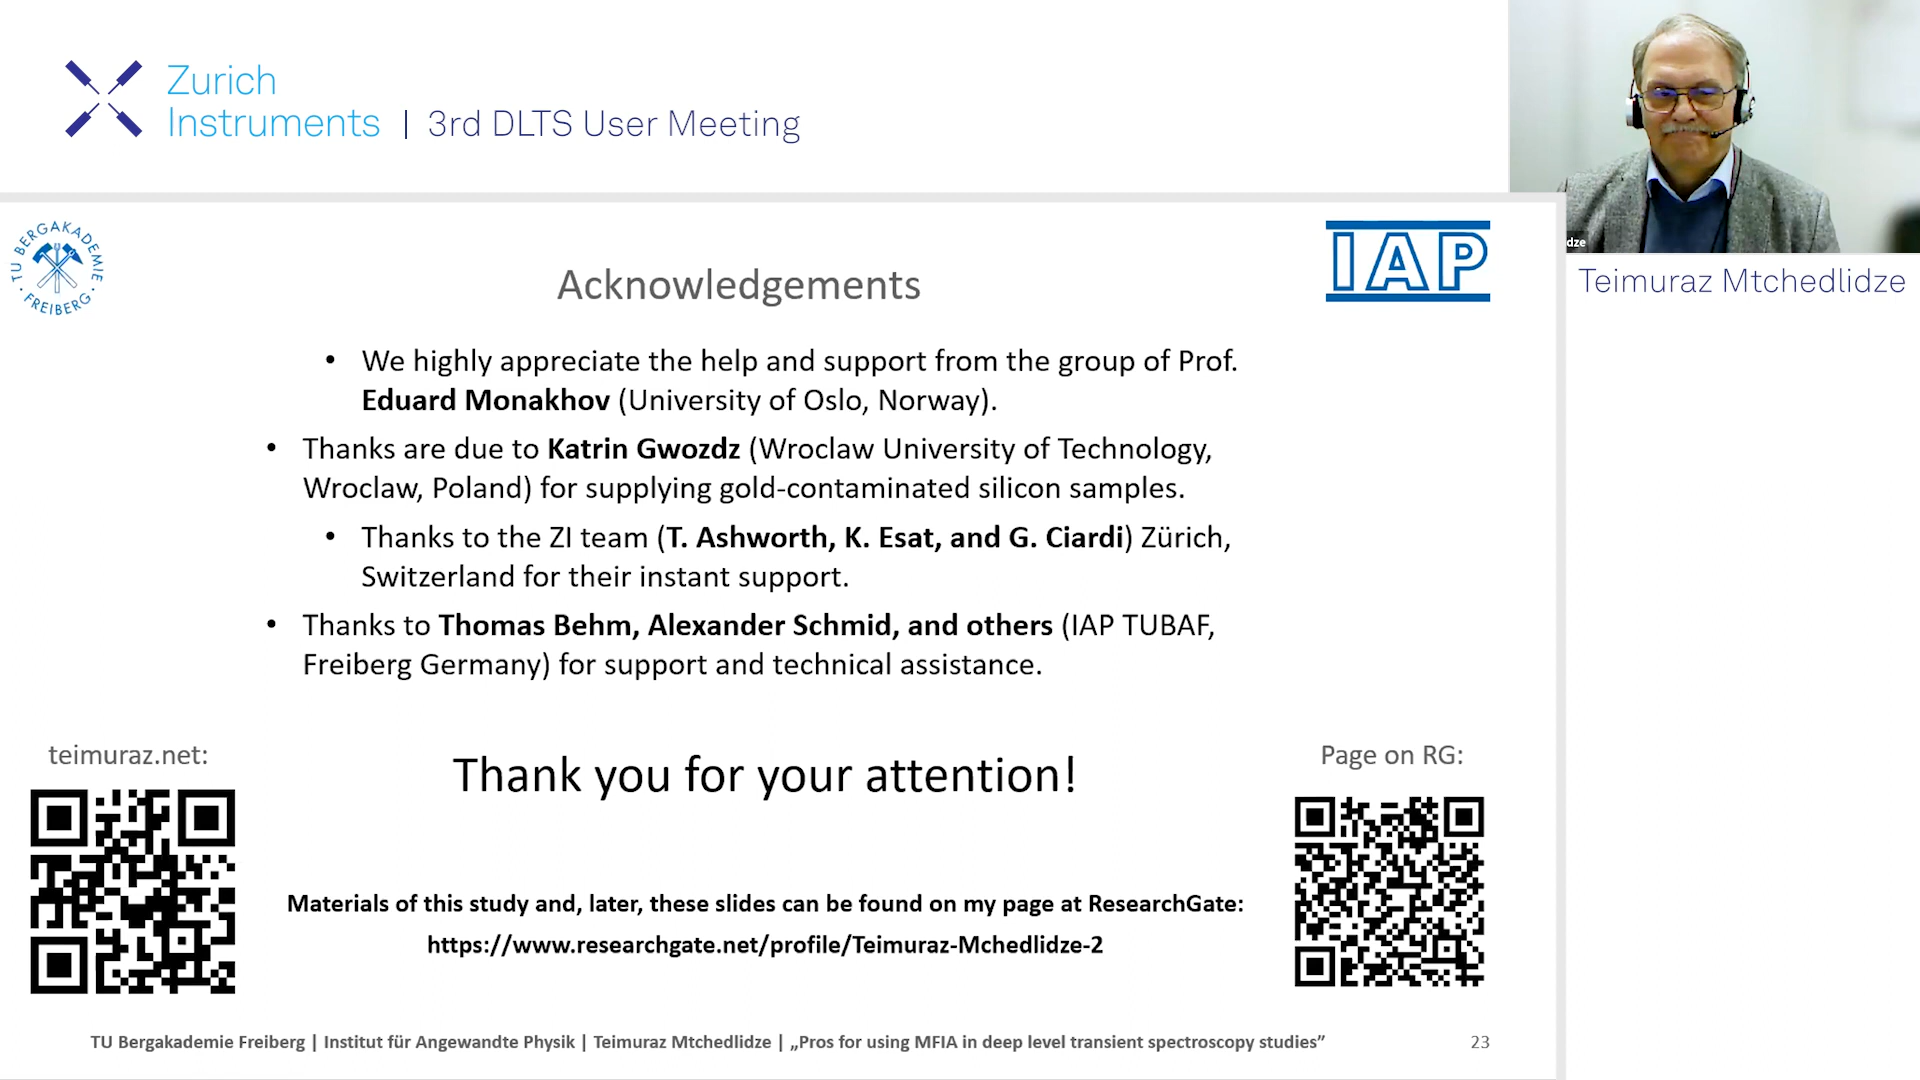 Zurich
Instruments | 3rd DLTS User Meeting
dze
Teimuraz Mtchedlidze
TU BERGAKADEMIE
FREIBERG
IAP
Acknowledgements
• We highly appreciate the help and support from the group of Prof.
Eduard Monakhov (University of Oslo, Norway).
• Thanks are due to Katrin Gwozdz (Wroclaw University of Technology,
Wroclaw, Poland) for supplying gold-contaminated silicon samples.
• Thanks to the ZI team (T. Ashworth, K. Esat, and G. Ciardi) Zürich,
Switzerland for their instant support.
• Thanks to Thomas Behm, Alexander Schmid, and others (IAP TUBAF,
Freiberg Germany) for support and technical assistance.
teimuraz.net:
Thank you for your attention!
Page on RG:
Materials of this study and, later, these slides can be found on my page at ResearchGate:
https://www.researchgate.net/profile/Teimuraz-Mchedlidze-2
TU Bergakademie Freiberg | Institut für Angewandte Physik | Teimuraz Mtchedlidze | „Pros for using MFIA in deep level transient spectroscopy studies” 23